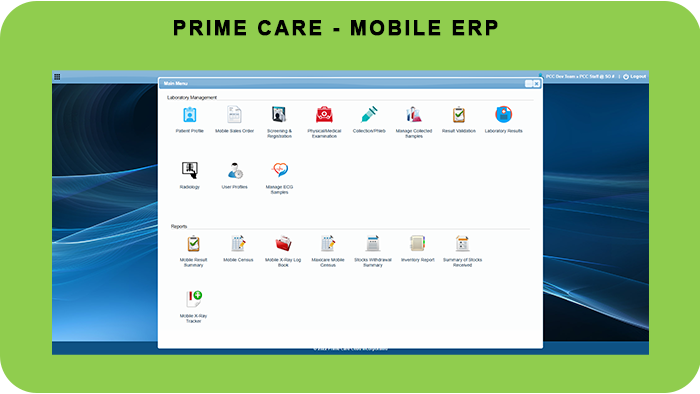 PRIME CARE - MOBILE ERP
Main Menu
Logout
Laboratory Management
Patient Profile
Mobile Sales Order
Screening &
Registration
Physical/Medical
Examination
Collection/Phleb
Manage Collected
Samples
Result Validation
Laboratory Results
Radiology
User Profiles
Manage ECG
Samples
Reports
Mobile Result
Summary
Mobile Census
Mobile X-Ray Log
Book
Maxicare Mobile
Census
Stocks Withdrawal
Summary
Inventory Report
Summary of Stocks
Received
Mobile X-Ray
Tracker